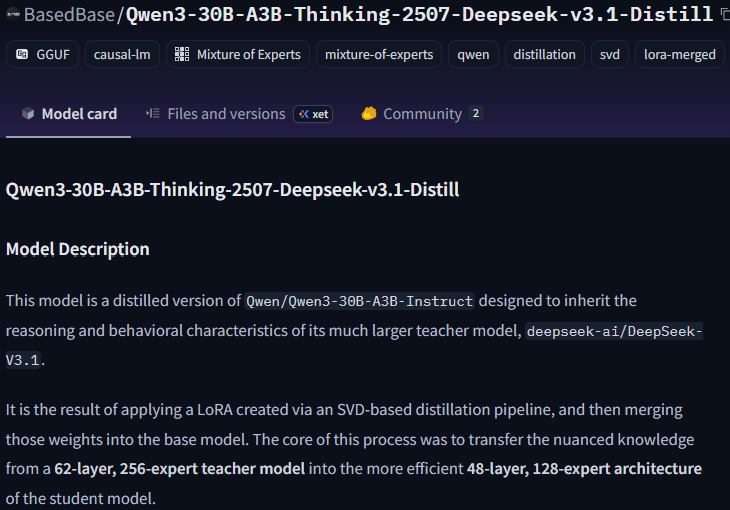 BasedBase/Qwen3-30B-A3B-Thinking-2507-Deepseek-v3.1-Distill
GGUF causal-lm Mixture of Experts mixture-of-experts qwen distillation svd lora-merged
Model card Files and versions xet Community 2
Qwen3-30B-A3B-Thinking-2507-Deepseek-v3.1-Distill
Model Description
This model is a distilled version of Qwen/Qwen3-30B-A3B-Instruct designed to inherit the
reasoning and behavioral characteristics of its much larger teacher model, deepseek-ai/DeepSeek-
V3.1.
It is the result of applying a LoRA created via an SVD-based distillation pipeline, and then merging
those weights into the base model. The core of this process was to transfer the nuanced knowledge
from a 62-layer, 256-expert teacher model into the more efficient 48-layer, 128-expert architecture
of the student model.